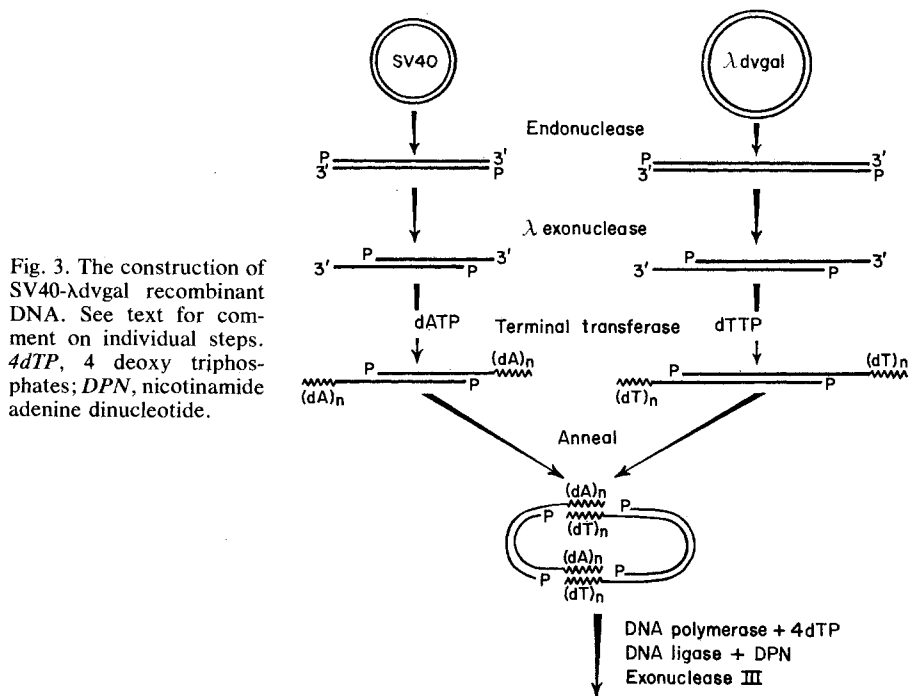 SV40
λdvgal
Endonuclease
P 3'
3' P
P 3'
3' P
λ exonuclease
P 3'
3' P
P 3'
3' P
dATP Terminal transferase dTTP
(dA)n
P
(dA)n P
(dT)n
P
(dT)n P
Anneal
(dA)n
P P
(dT)n
(dA)n
P P
(dT)n
DNA polymerase + 4dTP
DNA ligase + DPN
Exonuclease III
Fig. 3. The construction of
SV40-λdvgal recombinant
DNA. See text for com-
ment on individual steps.
4dTP, 4 deoxy triphos-
phates; DPN, nicotinamide
adenine dinucleotide.